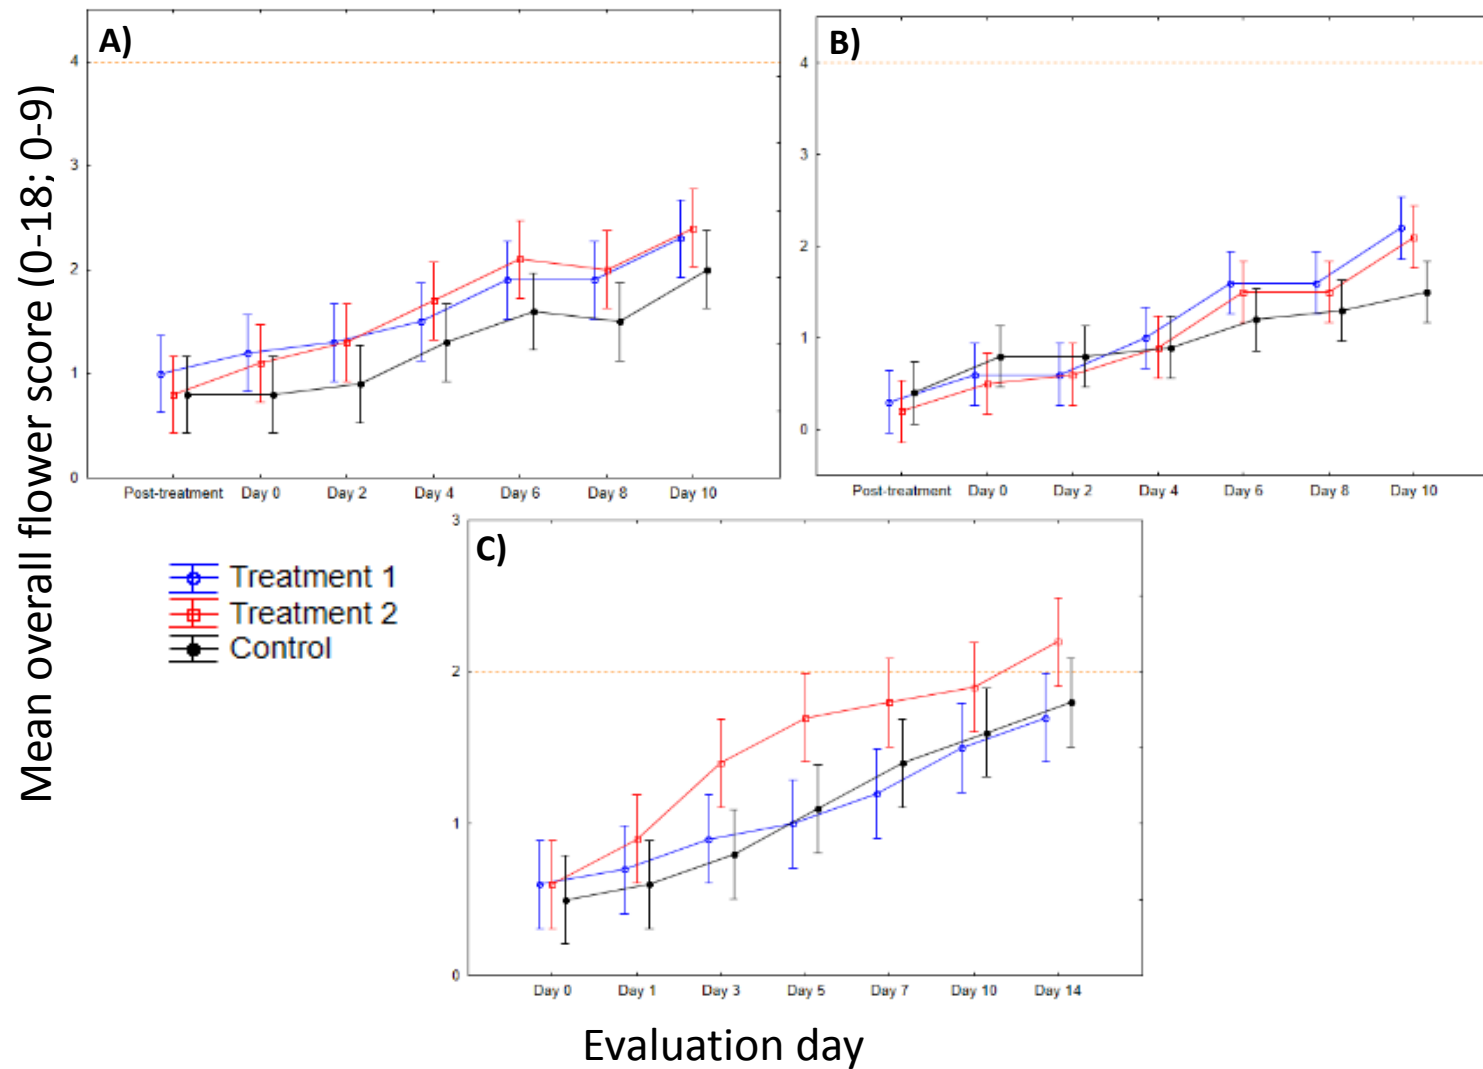 Mean overall flower score (0-18; 0-9)
A)
4
3
2
1
0
Post-treatment Day 0 Day 2 Day 4 Day 6 Day 8 Day 10
B)
4
3
2
1
0
Post-treatment Day 0 Day 2 Day 4 Day 6 Day 8 Day 10
Treatment 1
Treatment 2
Control
C)
3
2
1
0
Day 0 Day 1 Day 3 Day 5 Day 7 Day 10 Day 14
Evaluation day